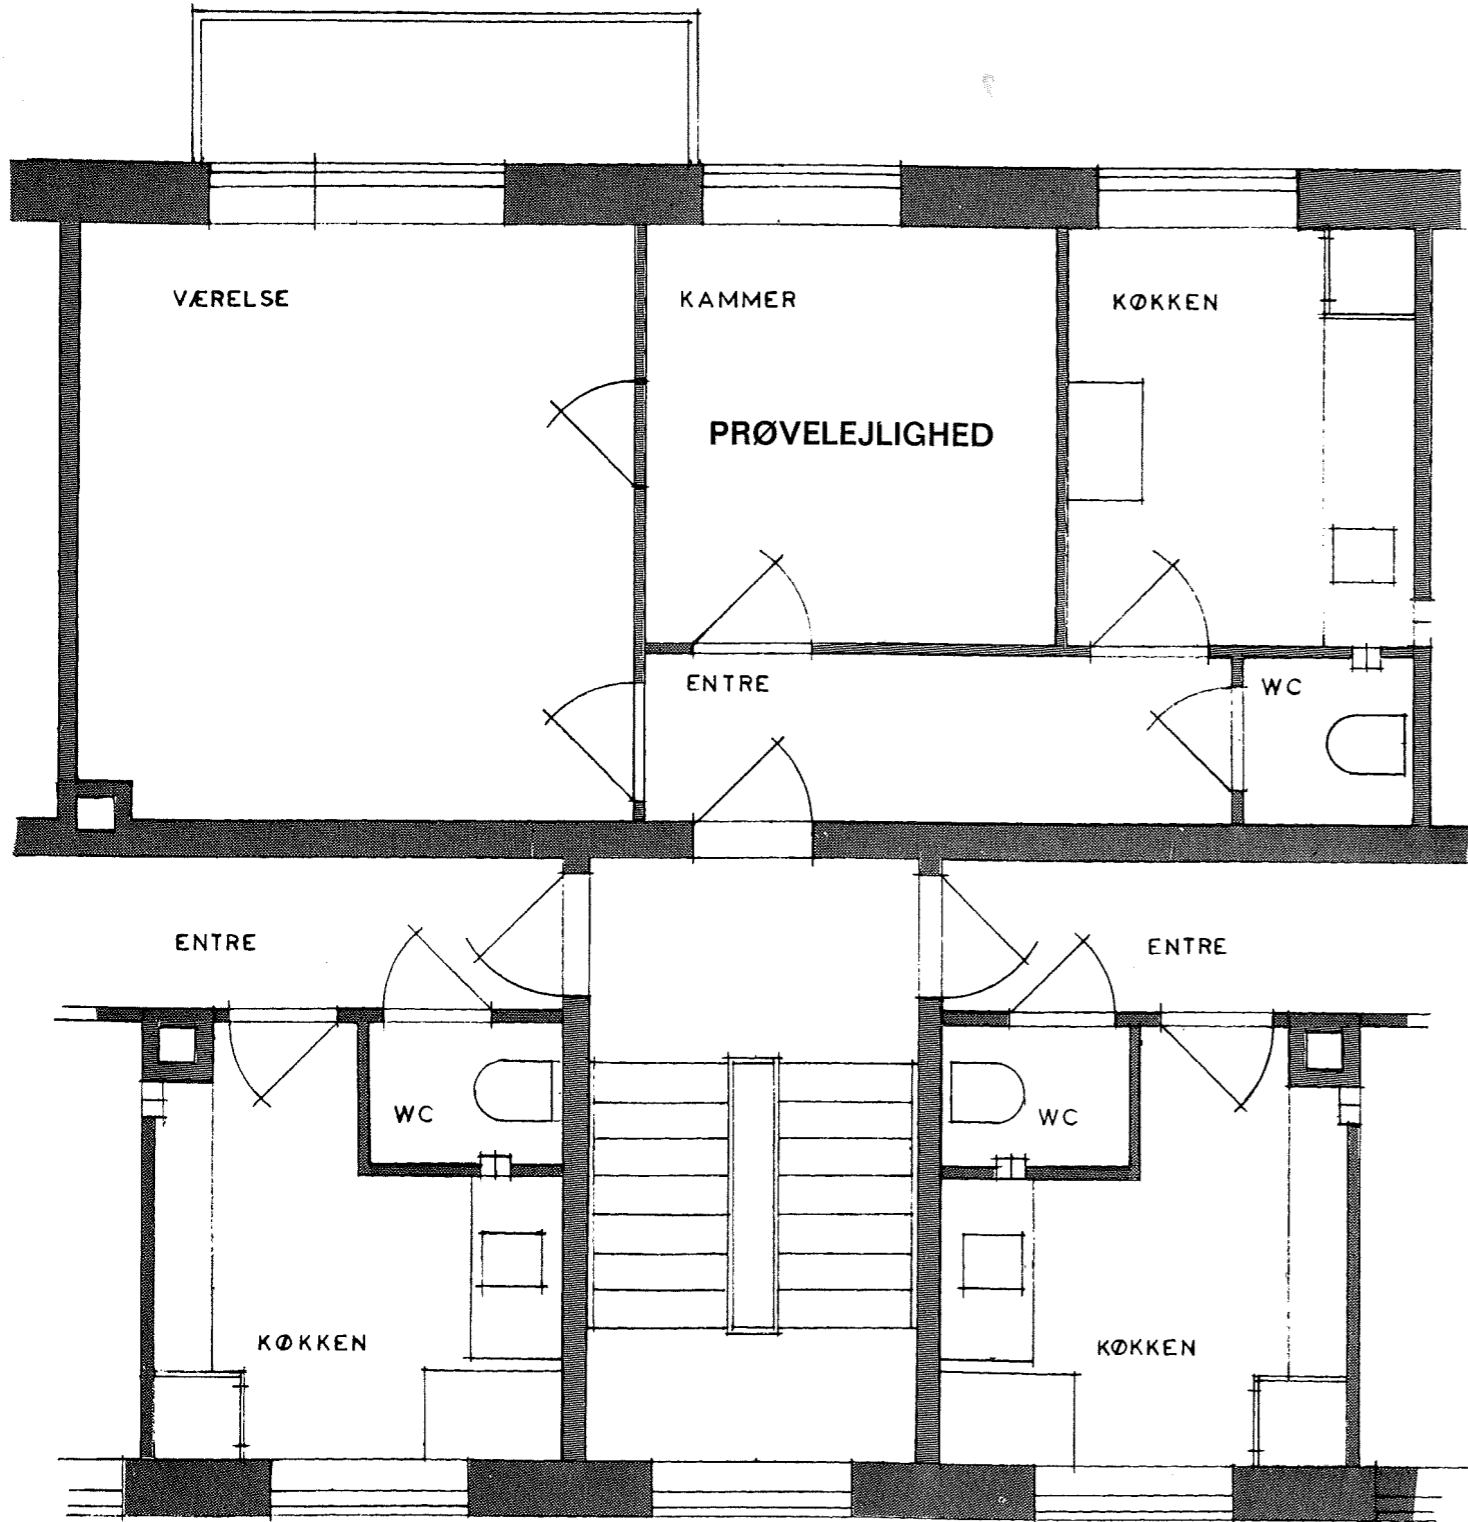 VÆRELSE
KAMMER
KØKKEN
PRØVELEJLIGHED
ENTRE
WC
ENTRE
ENTRE
WC
WC
KØKKEN
KØKKEN